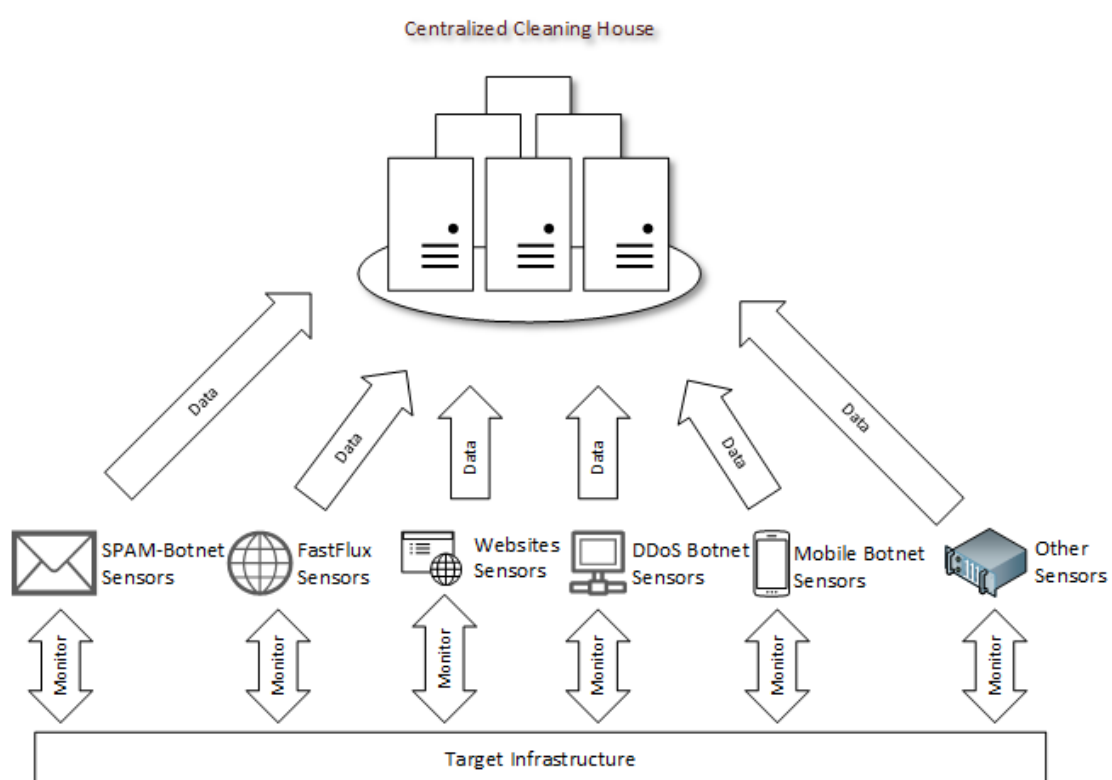 Centralized Cleaning House
Data
Data
Data
Data
Data
Data
SPAM-Botnet
Sensors
FastFlux
Sensors
Websites
Sensors
DDoS Botnet
Sensors
Mobile Botnet
Sensors
Other
Sensors
Monitor
Monitor
Monitor
Monitor
Monitor
Monitor
Target Infrastructure